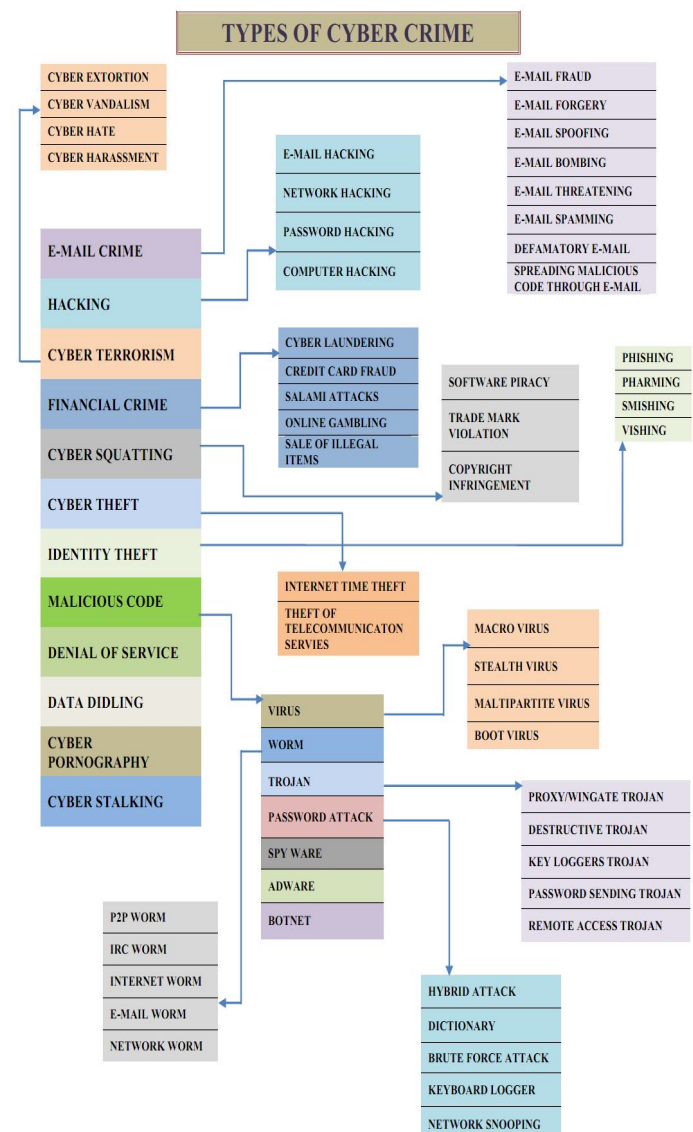 TYPES OF CYBER CRIME
CYBER EXTORTION
CYBER VANDALISM
CYBER HATE
CYBER HARASSMENT
E-MAIL FRAUD
E-MAIL FORGERY
E-MAIL SPOOFING
E-MAIL BOMBING
E-MAIL THREATENING
E-MAIL SPAMMING
DEFAMATORY E-MAIL
SPREADING MALICIOUS
CODE THROUGH E-MAIL
E-MAIL HACKING
NETWORK HACKING
PASSWORD HACKING
COMPUTER HACKING
E-MAIL CRIME
HACKING
CYBER TERRORISM
FINANCIAL CRIME
CYBER SQUATTING
CYBER THEFT
IDENTITY THEFT
MALICIOUS CODE
DENIAL OF SERVICE
DATA DIDLING
CYBER
PORNOGRAPHY
CYBER STALKING
CYBER LAUNDERING
CREDIT CARD FRAUD
SALAMI ATTACKS
ONLINE GAMBLING
SALE OF ILLEGAL
ITEMS
SOFTWARE PIRACY
TRADE MARK
VIOLATION
COPYRIGHT
INFRINGEMENT
PHISHING
PHARMING
SMISHING
VISHING
INTERNET TIME THEFT
THEFT OF
TELECOMMUNICATON
SERVIES
VIRUS
WORM
TROJAN
PASSWORD ATTACK
SPY WARE
ADWARE
BOTNET
MACRO VIRUS
STEALTH VIRUS
MALTIPARTITE VIRUS
BOOT VIRUS
PROXY/WINGATE TROJAN
DESTRUCTIVE TROJAN
KEY LOGGERS TROJAN
PASSWORD SENDING TROJAN
REMOTE ACCESS TROJAN
P2P WORM
IRC WORM
INTERNET WORM
E-MAIL WORM
NETWORK WORM
HYBRID ATTACK
DICTIONARY
BRUTE FORCE ATTACK
KEYBOARD LOGGER
NETWORK SNOOPING